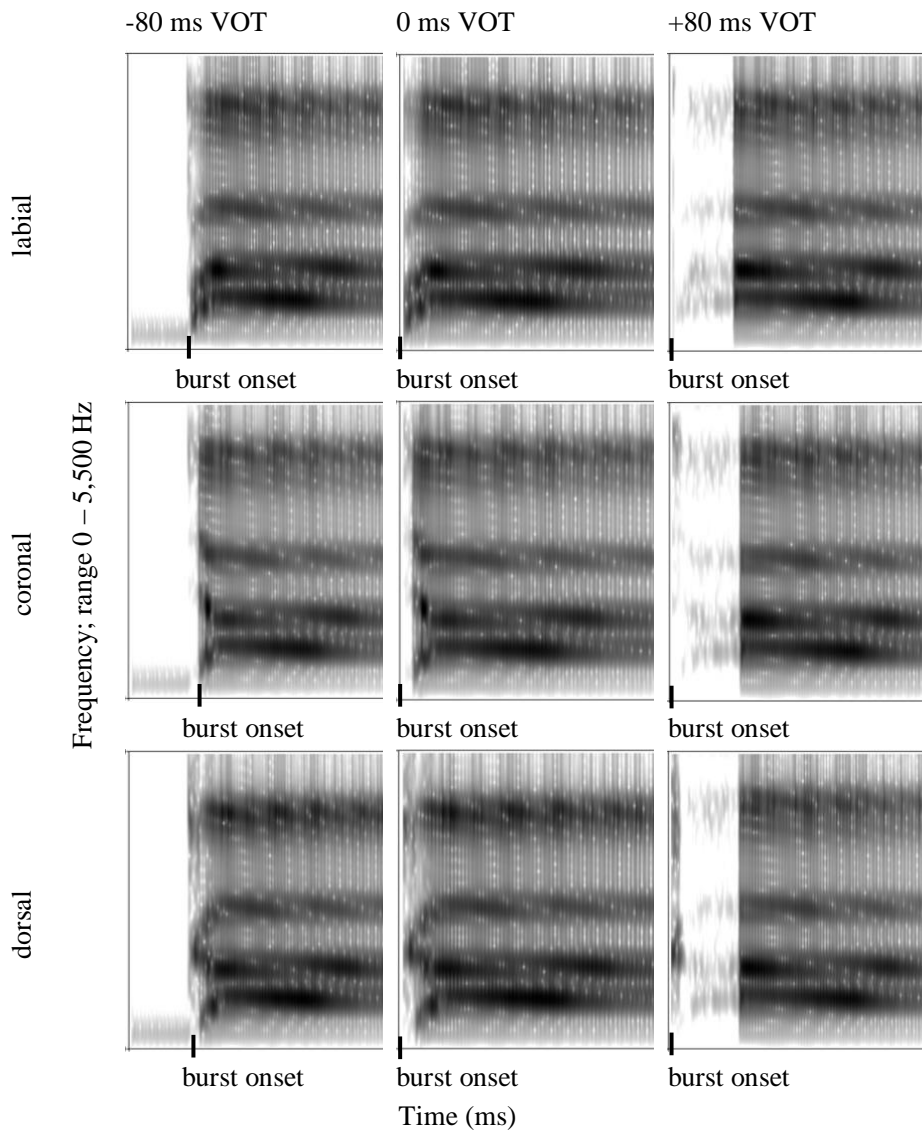 -80 ms VOT
0 ms VOT
+80 ms VOT
labial
burst onset
burst onset
burst onset
Frequency; range 0 – 5,500 Hz
coronal
burst onset
burst onset
burst onset
dorsal
burst onset
burst onset
burst onset
Time (ms)